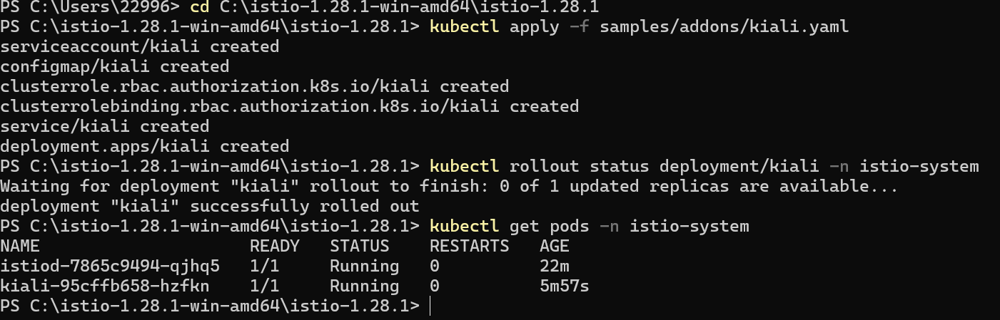 PS C:\Users\22996> cd C:\istio-1.28.1-win-amd64\istio-1.28.1
PS C:\istio-1.28.1-win-amd64\istio-1.28.1> kubectl apply -f samples/addons/kiali.yaml
serviceaccount/kiali created
configmap/kiali created
clusterrole.rbac.authorization.k8s.io/kiali created
clusterrolebinding.rbac.authorization.k8s.io/kiali created
service/kiali created
deployment.apps/kiali created
PS C:\istio-1.28.1-win-amd64\istio-1.28.1> kubectl rollout status deployment/kiali -n istio-system
Waiting for deployment "kiali" rollout to finish: 0 of 1 updated replicas are available...
deployment "kiali" successfully rolled out
PS C:\istio-1.28.1-win-amd64\istio-1.28.1> kubectl get pods -n istio-system
NAME                     READY   STATUS    RESTARTS   AGE
istiod-7865c9494-qjhq5   1/1     Running   0          22m
kiali-95cffb658-hzfkn    1/1     Running   0          5m57s
PS C:\istio-1.28.1-win-amd64\istio-1.28.1>